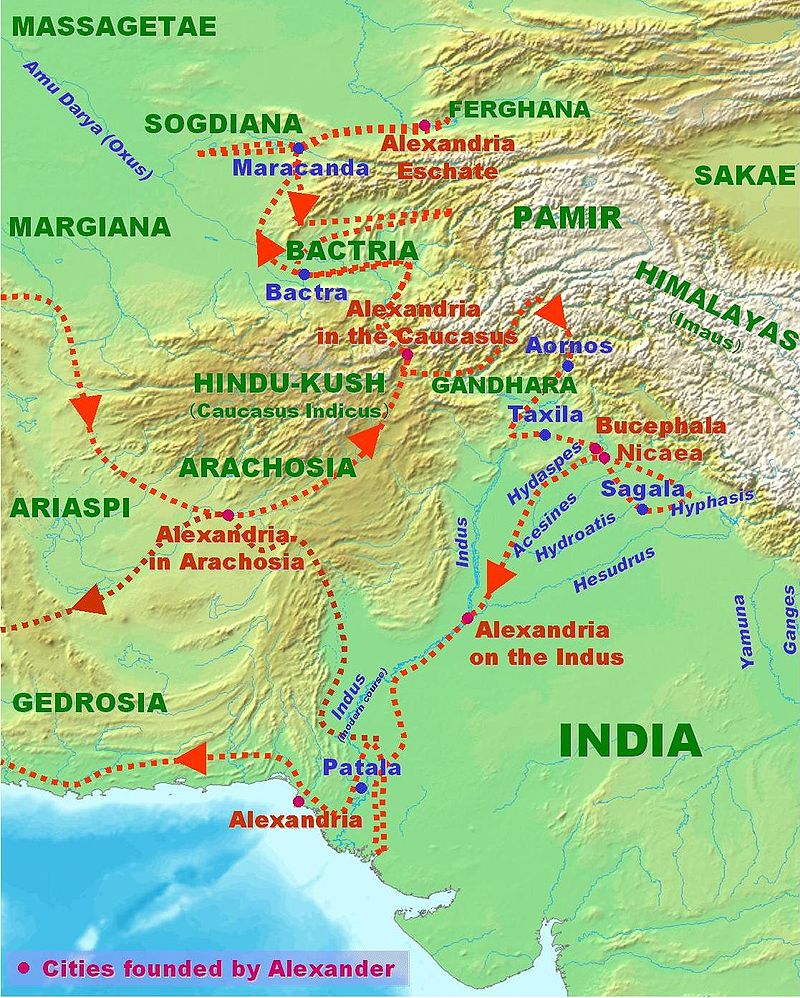 MASSAGETAE
Amu Darya (Oxus)
FERGHANA
SOGDIANA
Alexandria
Eschate
Maracanda
SAKAE
PAMIR
MARGIANA
BACTRIA
HIMALAYAS
(Imaus)
Bactra
Alexandria
in the Caucasus
Aornos
HINDU-KUSH
(Caucasus Indicus)
GANDHARA
Taxila
Bucephala
Nicaea
ARACHOSIA
Hydaspes
Sagala
Hyphasis
ARIASPI
Acesines
Hydroatis
Indus
Alexandria
in Arachosia
Hesudrus
Yamuna
Ganges
Alexandria
on the Indus
GEDROSIA
Indus
(modern course)
INDIA
Patala
Alexandria
Cities founded by Alexander